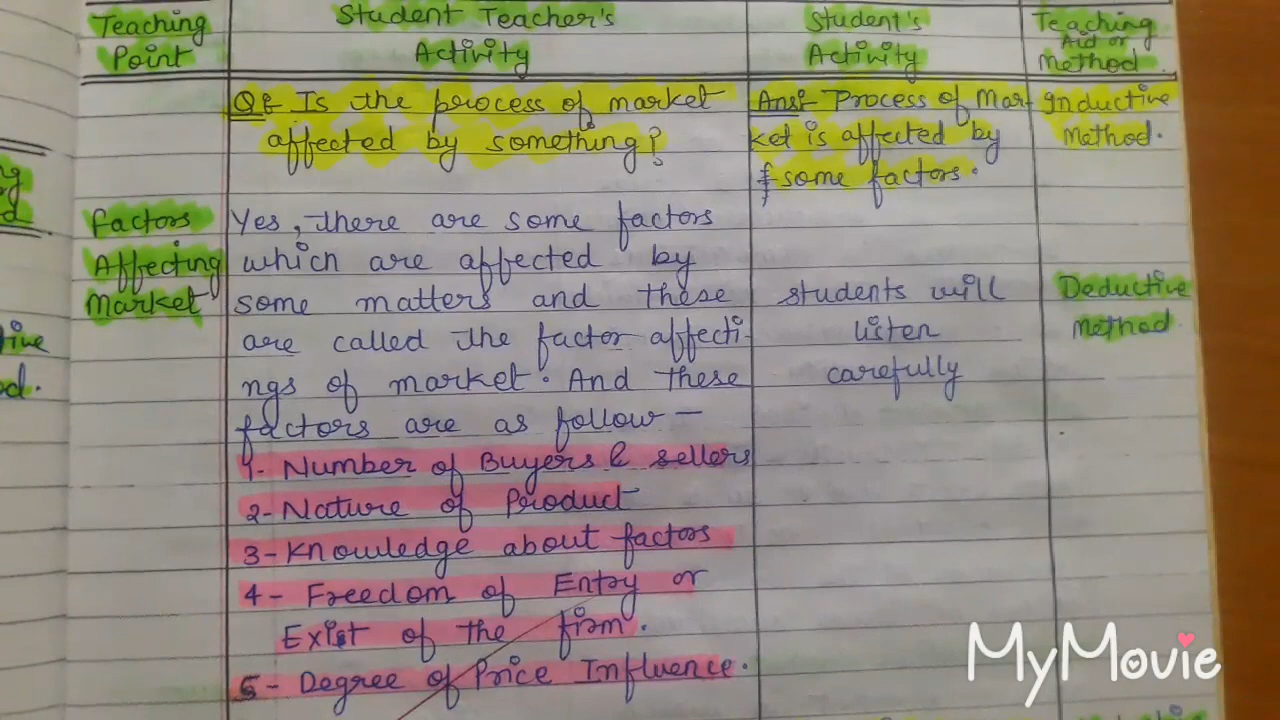 Teaching Point
Student Teacher's Activity
Student's Activity
Teaching Aid or Method
Q: Is the process of market
affected by something?
Ans: Process of Mar-
ket is affected by
some factors.
Inductive
Method.
Factors
Affecting
Market
Yes, there are some factors
which are affected by
some matters and these
are called the factor affecti-
ngs of market. And these
factors are as follow —
1- Number of Buyers & sellers
2- Nature of Product
3- Knowledge about factors
4- Freedom of Entry or
Exist of the firm.
5- Degree of Price Influence.
students will
listen
carefully
Deductive
Method
MyMovie